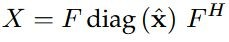 X = F diag (x̂) F^H